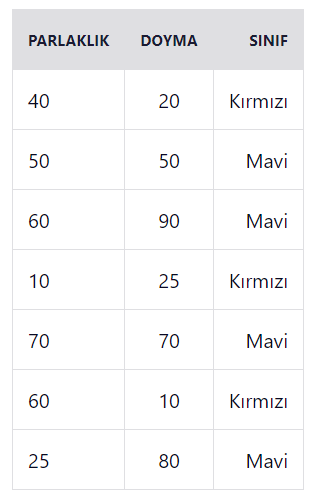 PARLAKLIK DOYMA SINIF
40 20 Kırmızı
50 50 Mavi
60 90 Mavi
10 25 Kırmızı
70 70 Mavi
60 10 Kırmızı
25 80 Mavi